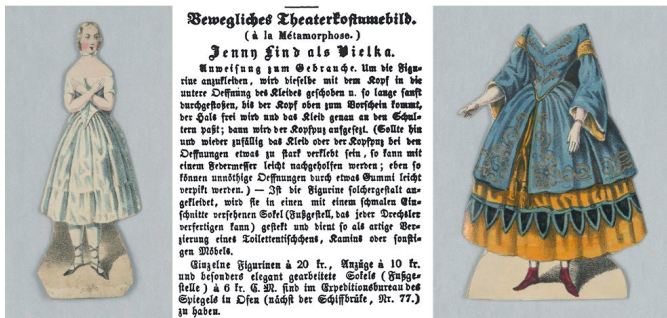 Bewegliches Theaterkostumebild.
(à la Métamorphose.)
Jenny Lind als Vielka.
Anweisung zum Gebrauche. Um die Figu-
rine anzukleiden, wird dieselbe mit dem Kopf in die
untere Oeffnung des Kleides geschoben u. so lange sanft
durchgestoßen, bis der Kopf oben zum Vorschein kommt,
der Hals frei wird und das Kleid genau an den Schul-
tern paßt; dann wird der Kopfpuz aufgesezt. (Sollte hin
und wieder zufällig das Kleid oder der Kopfpuz bei den
Oeffnungen etwas zu stark verklebt sein, so kann mit
einem Federmesser leicht nachgeholfen werden; eben so
können unnöthige Oeffnungen durch etwas Gummi leicht
verpikt werden.) — Ist die Figurine solchergestalt an-
gekleidet, wird sie in einen mit einem schmalen Ein-
schnitte versehenen Sokel (Fußgestell, das jeder Drechsler
verfertigen kann) gestekt und dient so als artige Ver-
zierung eines Toilettentischchens, Kamins oder sonsti-
gen Möbels.
Einzelne Figurinen à 20 kr., Anzüge à 10 kr.
und besonders elegant gearbeitete Sokels (Fußge-
stelle) à 6 kr. C. M. sind im Expeditionsbureau des
Spiegels in Ofen (nächst der Schiffbrüke, Nr. 77.)
zu haben.